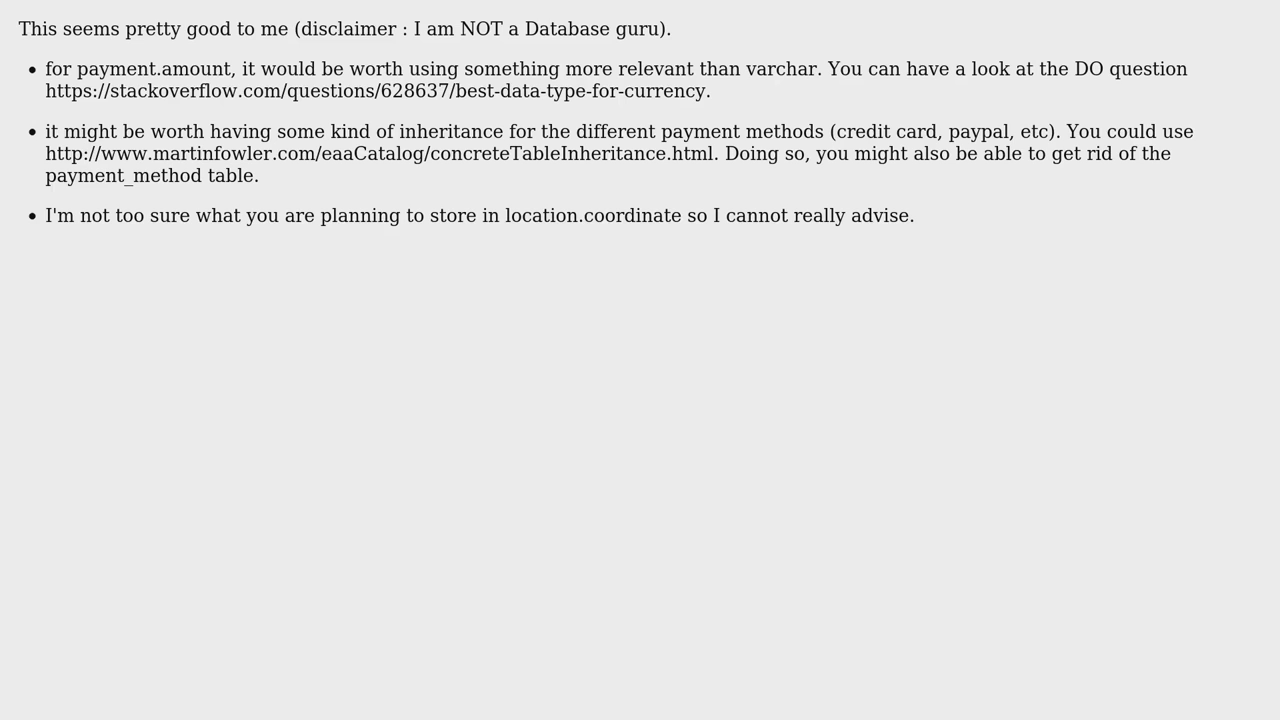 This seems pretty good to me (disclaimer : I am NOT a Database guru).
• for payment.amount, it would be worth using something more relevant than varchar. You can have a look at the DO question
https://stackoverflow.com/questions/628637/best-data-type-for-currency.
• it might be worth having some kind of inheritance for the different payment methods (credit card, paypal, etc). You could use
http://www.martinfowler.com/eaaCatalog/concreteTableInheritance.html. Doing so, you might also be able to get rid of the
payment_method table.
• I'm not too sure what you are planning to store in location.coordinate so I cannot really advise.